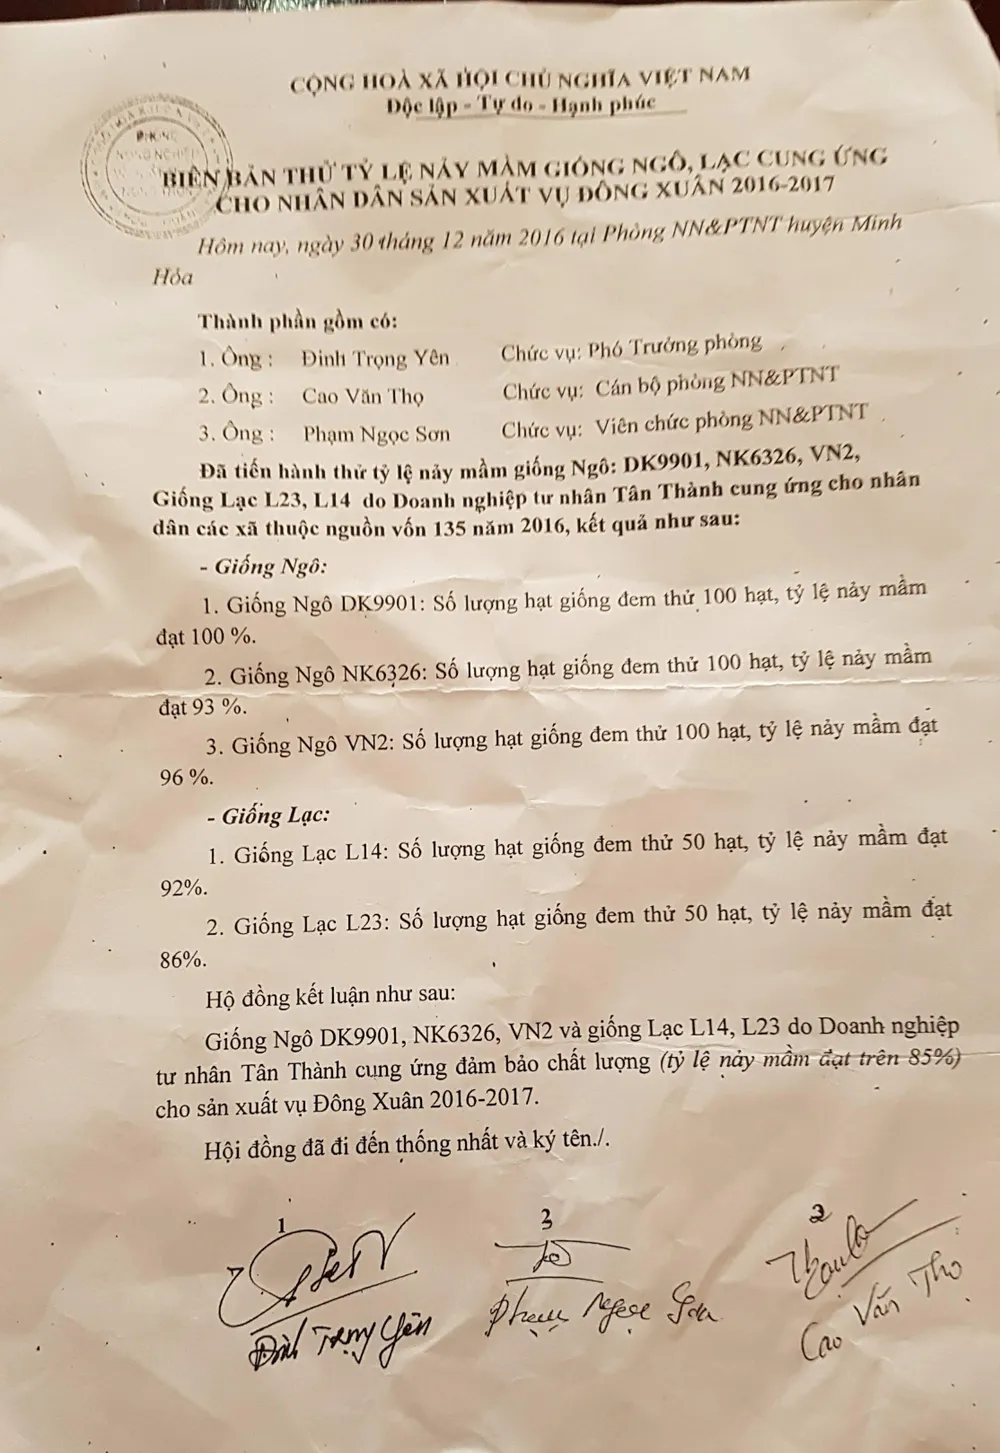 CỘNG HOÀ XÃ HỘI CHỦ NGHĨA VIỆT NAM
Độc lập - Tự do - Hạnh phúc
PHÒNG
NÔNG NGHIỆP
BIÊN BẢN THỬ TỶ LỆ NẢY MẦM GIỐNG NGÔ, LẠC CUNG ỨNG
CHO NHÂN DÂN SẢN XUẤT VỤ ĐÔNG XUÂN 2016-2017
Hôm nay, ngày 30 tháng 12 năm 2016 tại Phòng NN&PTNT huyện Minh
Hóa
Thành phần gồm có:
1. Ông : Đinh Trọng Yên Chức vụ: Phó Trưởng phòng
2. Ông : Cao Văn Thọ Chức vụ: Cán bộ phòng NN&PTNT
3. Ông : Phạm Ngọc Sơn Chức vụ: Viên chức phòng NN&PTNT
Đã tiến hành thử tỷ lệ nảy mầm giống Ngô: DK9901, NK6326, VN2,
Giống Lạc L23, L14 do Doanh nghiệp tư nhân Tân Thành cung ứng cho nhân
dân các xã thuộc nguồn vốn 135 năm 2016, kết quả như sau:
- Giống Ngô:
1. Giống Ngô DK9901: Số lượng hạt giống đem thử 100 hạt, tỷ lệ nảy mầm
đạt 100 %.
2. Giống Ngô NK6326: Số lượng hạt giống đem thử 100 hạt, tỷ lệ nảy mầm
đạt 93 %.
3. Giống Ngô VN2: Số lượng hạt giống đem thử 100 hạt, tỷ lệ nảy mầm đạt
96 %.
- Giống Lạc:
1. Giống Lạc L14: Số lượng hạt giống đem thử 50 hạt, tỷ lệ nảy mầm đạt
92%.
2. Giống Lạc L23: Số lượng hạt giống đem thử 50 hạt, tỷ lệ nảy mầm đạt
86%.
Hộ đồng kết luận như sau:
Giống Ngô DK9901, NK6326, VN2 và giống Lạc L14, L23 do Doanh nghiệp
tư nhân Tân Thành cung ứng đảm bảo chất lượng (tỷ lệ nảy mầm đạt trên 85%)
cho sản xuất vụ Đông Xuân 2016-2017.
Hội đồng đã đi đến thống nhất và ký tên./.
1 3 2
Đinh Trọng Yên
Phạm Ngọc Sơn
Cao Văn Thọ